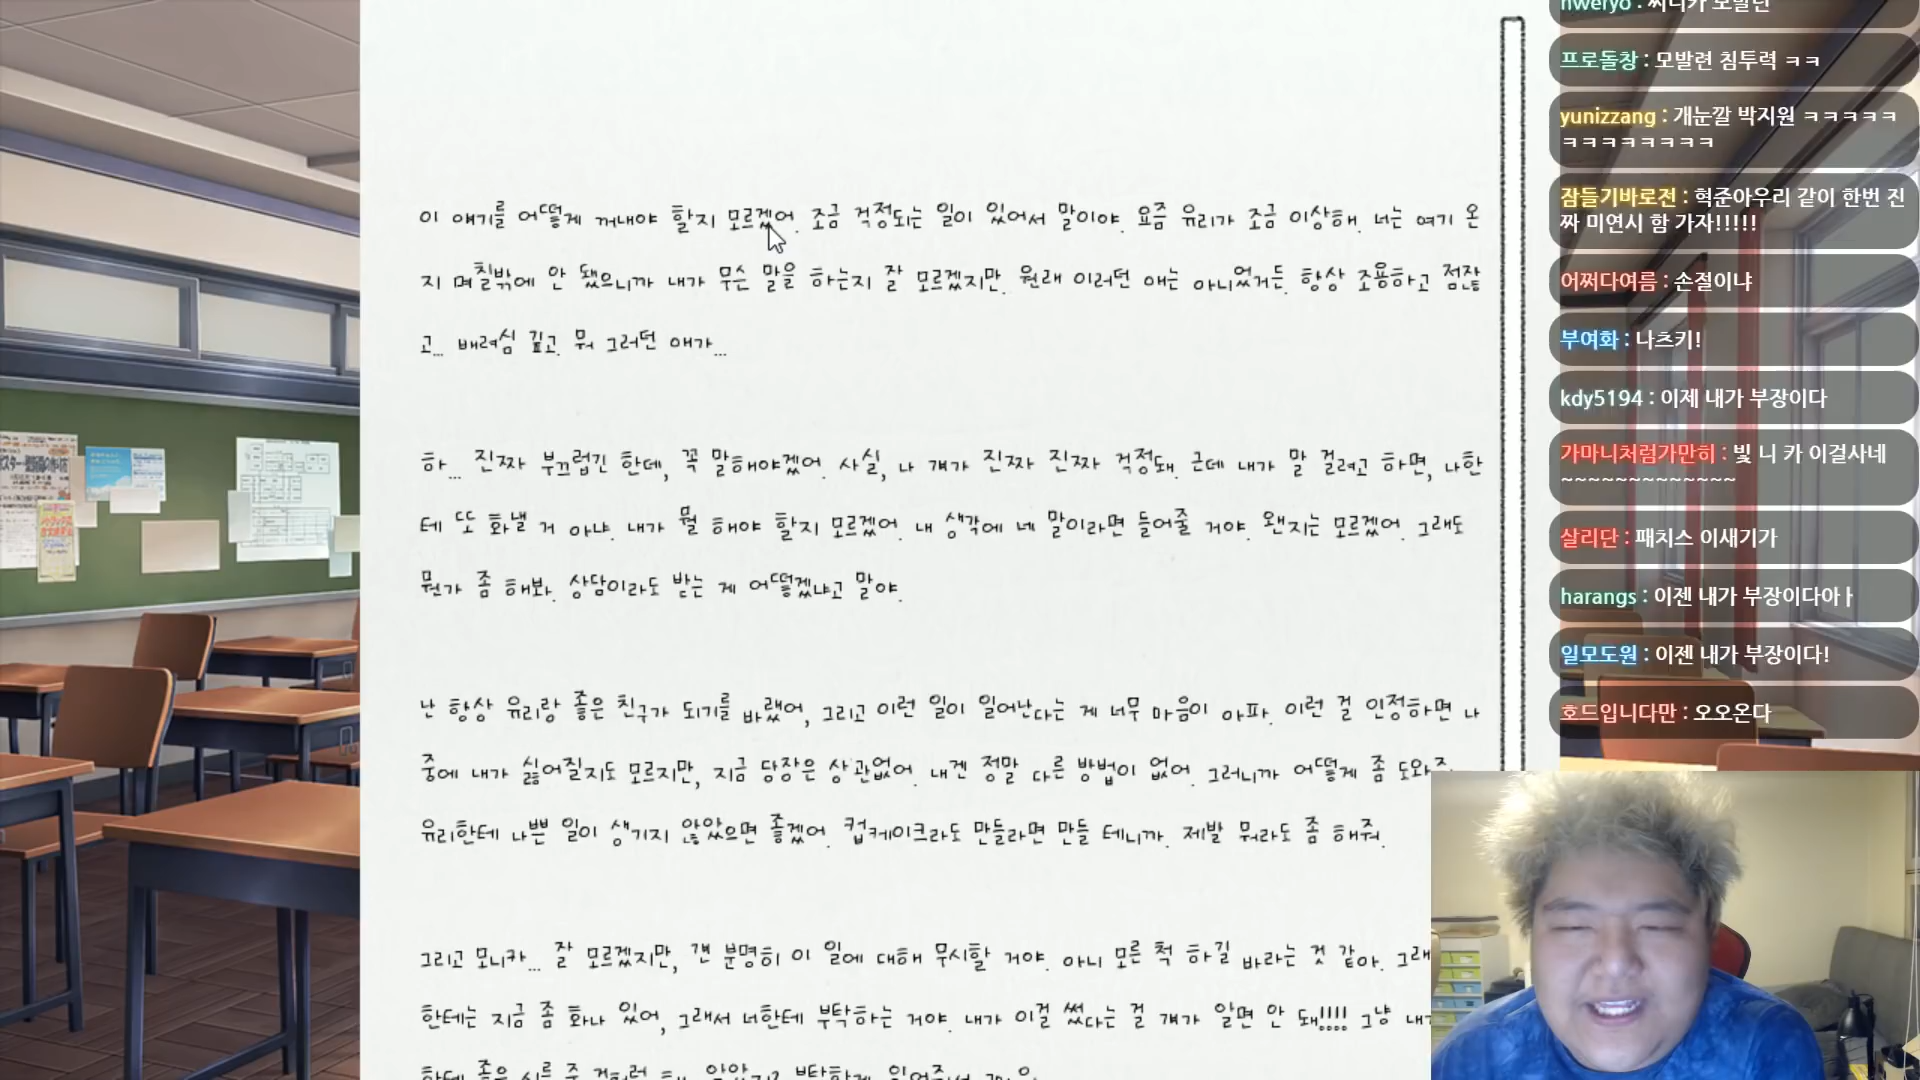 이 얘기를 어떻게 꺼내야 할지 모르겠어. 조금 걱정되는 일이 있어서 말이야. 요즘 유리가 조금 이상해. 너는 여기 온
지 며칠밖에 안 됐으니까 내가 무슨 말을 하는지 잘 모르겠지만. 원래 이러던 애는 아니었거든. 항상 조용하고 점잖
고... 배려심 깊고. 뭐 그러던 애가...
하... 진짜 부끄럽긴 한데, 꼭 말해야겠어. 사실, 나 걔가 진짜 진짜 걱정돼. 근데 내가 말 걸려고 하면, 나한
테 또 화낼 거 아냐. 내가 뭘 해야 할지 모르겠어. 내 생각에 네 말이라면 들어줄 거야. 왠지는 모르겠어. 그래도
뭔가 좀 해봐. 상담이라도 받는 게 어떻겠냐고 말야.
난 항상 유리랑 좋은 친구가 되기를 바랬어, 그리고 이런 일이 일어난다는 게 너무 마음이 아파. 이런 걸 인정하면 나
중에 내가 싫어질지도 모르지만, 지금 당장은 상관없어. 내겐 정말 다른 방법이 없어. 그러니까 어떻게 좀 도와줘.
유리한테 나쁜 일이 생기지 않았으면 좋겠어. 컵케이크라도 만들라면 만들 테니까. 제발 뭐라도 좀 해줘.
그리고 모니카... 잘 모르겠지만, 걘 분명히 이 일에 대해 무시할 거야. 아니 모른 척 하길 바라는 것 같아. 그래
한테는 지금 좀 화나 있어, 그래서 너한테 부탁하는 거야. 내가 이걸 썼다는 걸 걔가 알면 안 돼!!!! 그냥 내가
nweryo :
프로돌창 : 모발련 침투력 ㅋㅋ
yunizzang : 개눈깔 박지원 ㅋㅋㅋㅋㅋ
ㅋㅋㅋㅋㅋㅋㅋㅋ
잠들기바로전 : 혁준아우리 같이 한번 진
짜 미연시 함 가자!!!!!
어쩌다여름 : 손절이냐
부여화 : 나츠키!
kdy5194 : 이제 내가 부장이다
가마니처럼가만히 : 빛 니 카 이걸사네
~~~~~~~~~~~~~
살리단 : 패치스 이새기가
harangs : 이젠 내가 부장이다아ㅏ
일모도원 : 이젠 내가 부장이다!
호드입니다만 : 오오온다